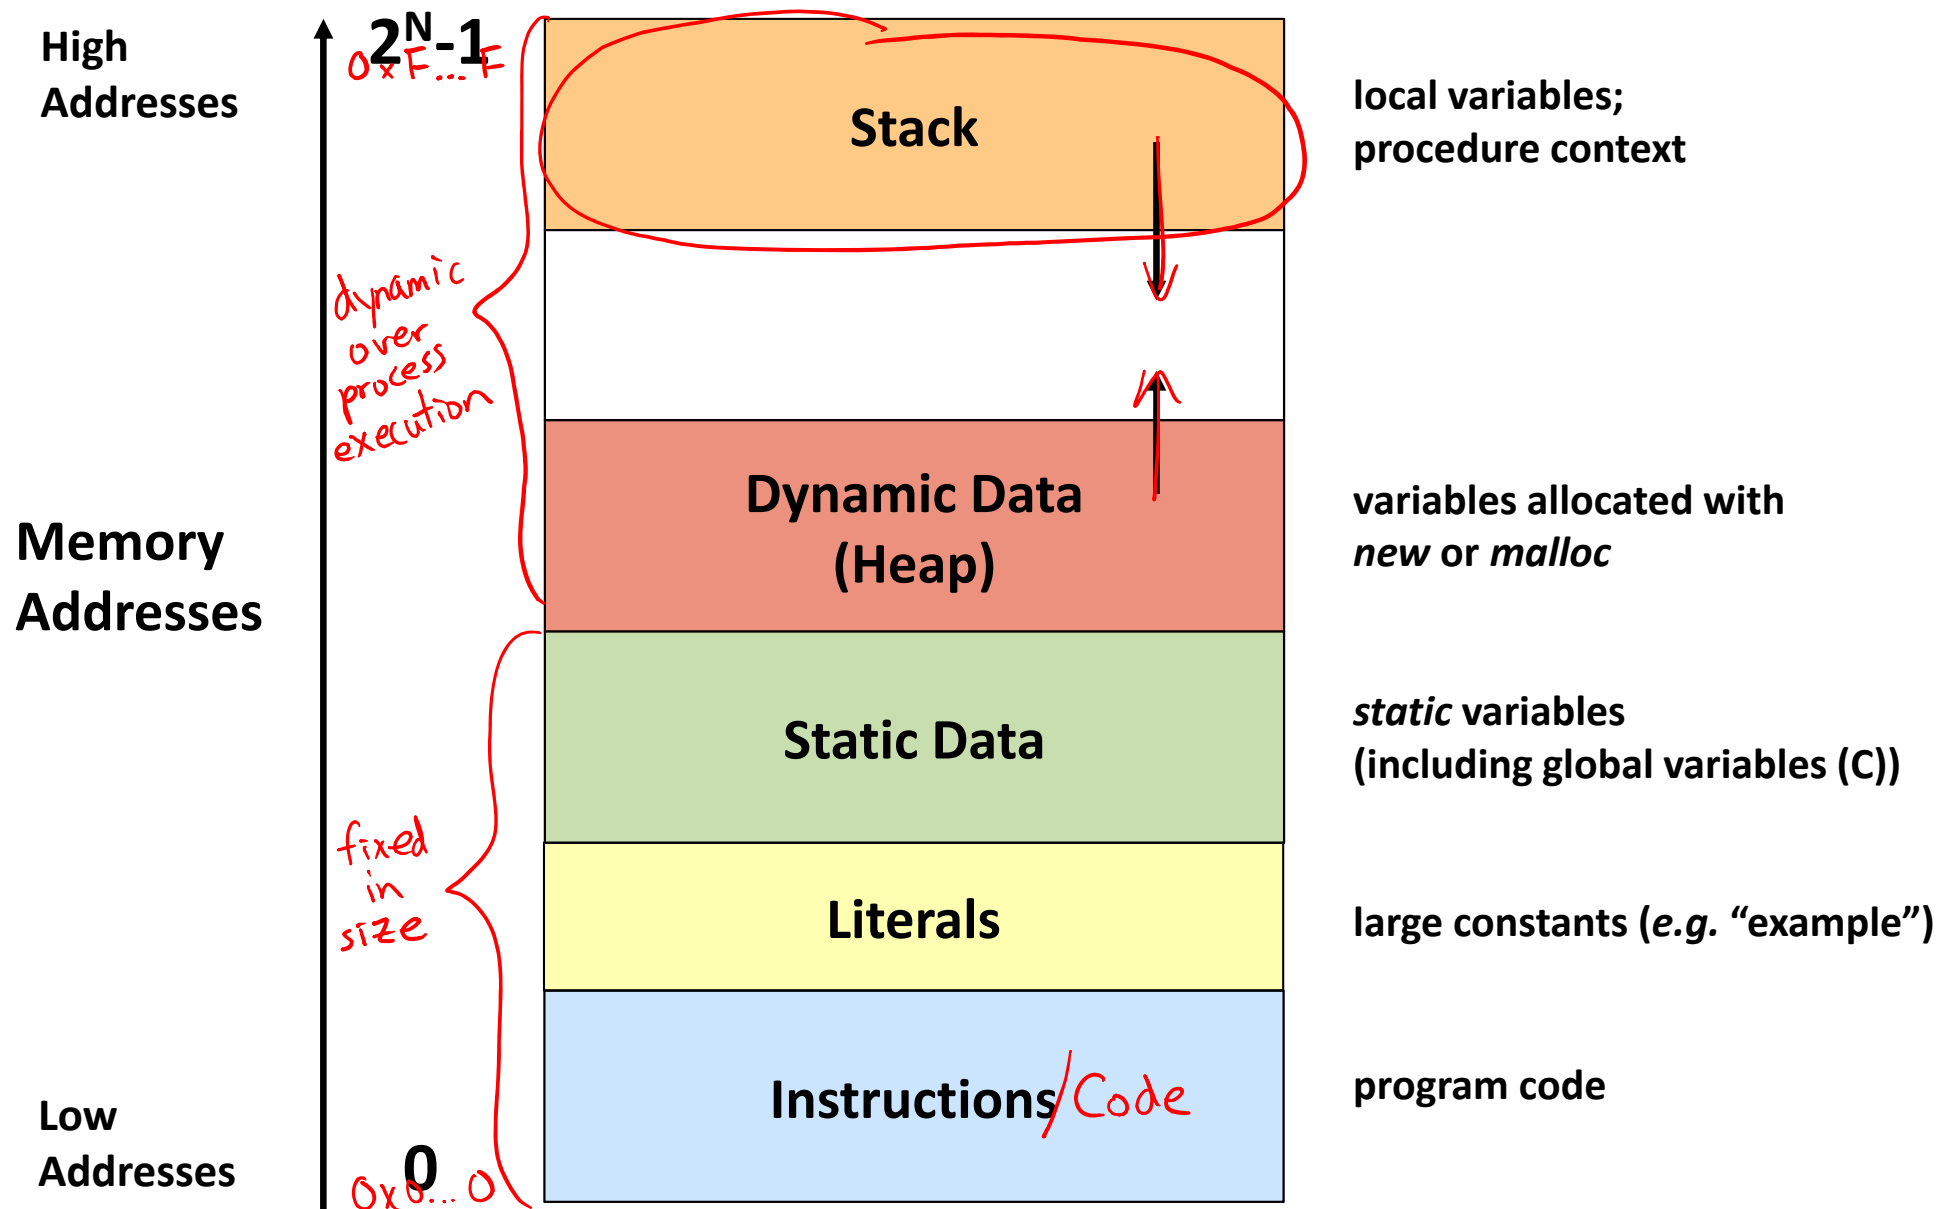 High
Addresses
2ᴺ-1
0xF...F
Stack
local variables;
procedure context
dynamic
over
process
execution
Dynamic Data
(Heap)
variables allocated with
new or malloc
Memory
Addresses
Static Data
static variables
(including global variables (C))
fixed
in
size
Literals
large constants (e.g. “example”)
Instructions/Code
program code
Low
Addresses
0
0x0...0